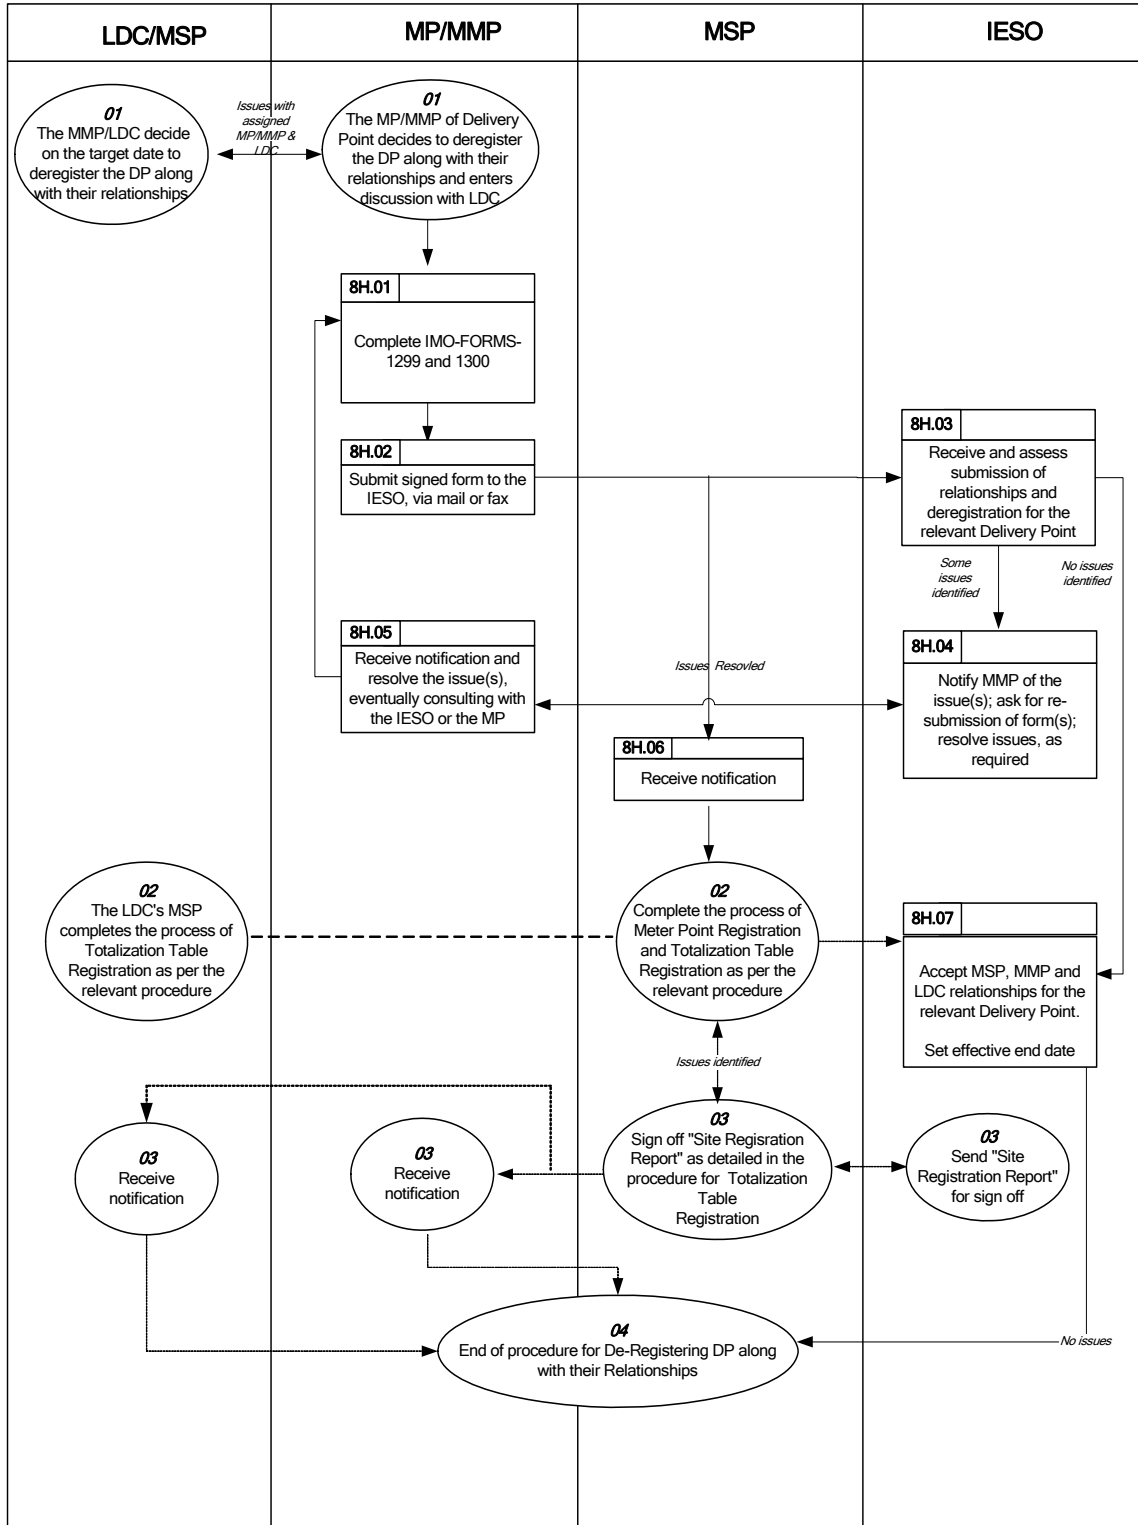 LDC/MSP
MP/MMP
MSP
IESO
01
The MMP/LDC decide
on the target date to
deregister the DP along
with their relationships
Issues with
assigned
MP/MMP &
LDC
01
The MP/MMP of Delivery
Point decides to deregister
the DP along with their
relationships and enters
discussion with LDC
8H.01
Complete IMO-FORMS-
1299 and 1300
8H.02
Submit signed form to the
IESO, via mail or fax
8H.03
Receive and assess
submission of
relationships and
deregistration for the
relevant Delivery Point
Some
issues
identified
No issues
identified
8H.05
Receive notification and
resolve the issue(s),
eventually consulting with
the IESO or the MP
Issues Resovled
8H.04
Notify MMP of the
issue(s); ask for re-
submission of form(s);
resolve issues, as
required
8H.06
Receive notification
02
The LDC's MSP
completes the process of
Totalization Table
Registration as per the
relevant procedure
02
Complete the process of
Meter Point Registration
and Totalization Table
Registration as per the
relevant procedure
8H.07
Accept MSP, MMP and
LDC relationships for the
relevant Delivery Point.
Set effective end date
Issues identified
03
Receive
notification
03
Receive
notification
03
Sign off "Site Regisration
Report" as detailed in the
procedure for Totalization
Table
Registration
03
Send "Site
Registration Report"
for sign off
04
End of procedure for De-Registering DP along
with their Relationships
No issues